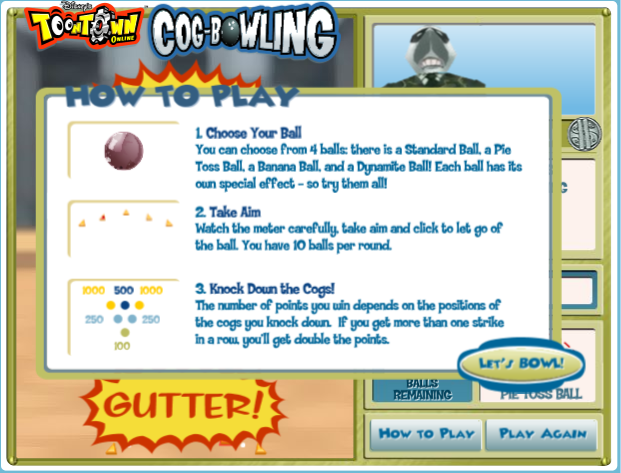 Disney's
TOONTOWN
ONLINE
COG-BOWLING
HOW TO PLAY
1. Choose Your Ball
You can choose from 4 balls: there is a Standard Ball, a Pie
Toss Ball, a Banana Ball, and a Dynamite Ball! Each ball has its
own special effect - so try them all!
2. Take Aim
Watch the meter carefully, take aim and click to let go of
the ball. You have 10 balls per round.
1000 500 1000
250 250
100
3. Knock Down the Cogs!
The number of points you win depends on the positions of
the cogs you knock down. If you get more than one strike
in a row, you'll get double the points.
LET'S BOWL!
GUTTER!
BALLS
REMAINING
PIE TOSS BALL
HOW TO PLAY
PLAY AGAIN